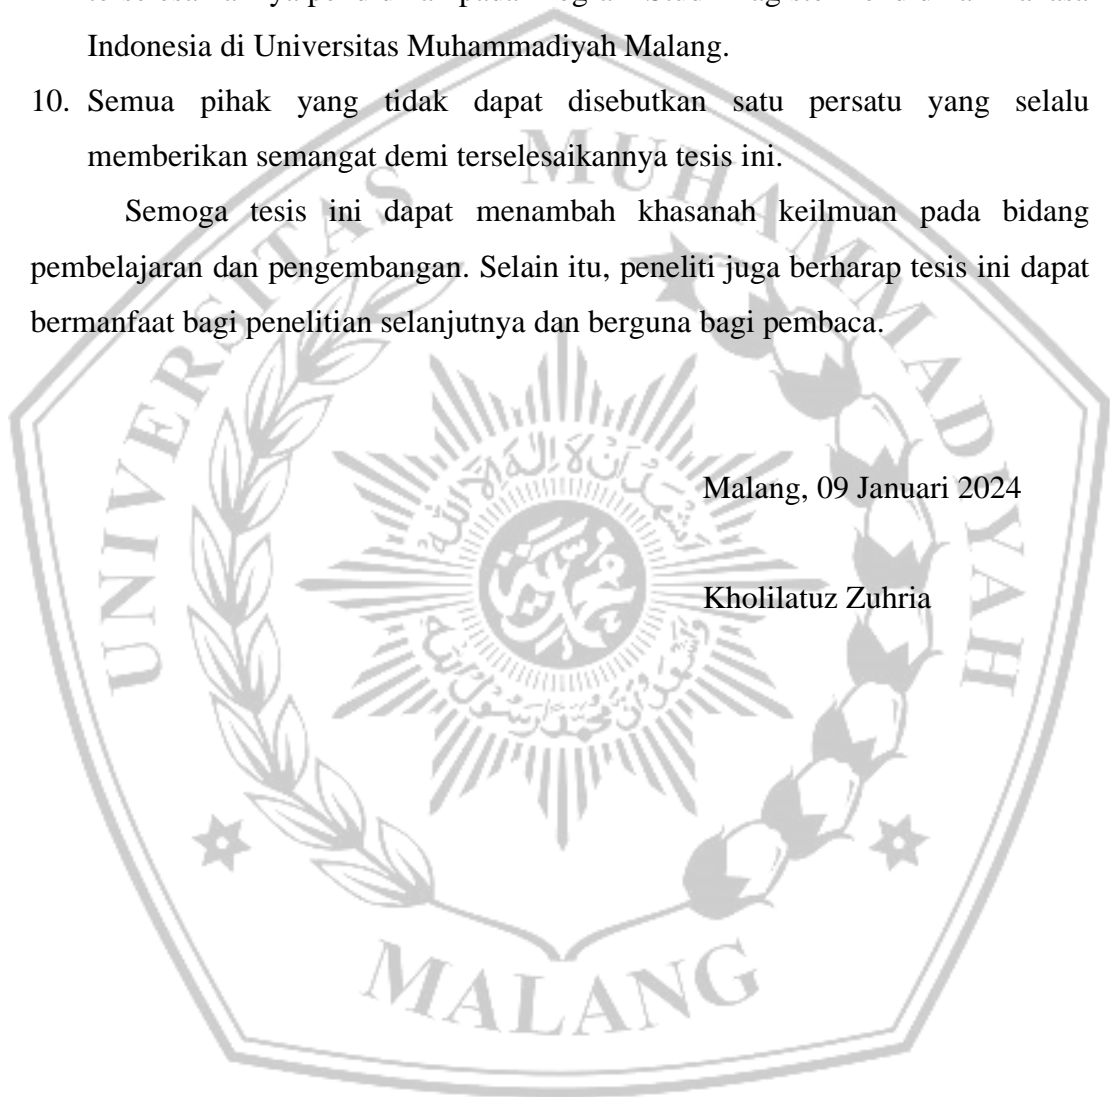 Indonesia di Universitas Muhammadiyah Malang.
10. Semua pihak yang tidak dapat disebutkan satu persatu yang selalu
memberikan semangat demi terselesaikannya tesis ini.
Semoga tesis ini dapat menambah khasanah keilmuan pada bidang
pembelajaran dan pengembangan. Selain itu, peneliti juga berharap tesis ini dapat
bermanfaat bagi penelitian selanjutnya dan berguna bagi pembaca.
Malang, 09 Januari 2024
Kholilatuz Zuhria
UNIVERSITAS MUHAMMADIYAH
MALANG